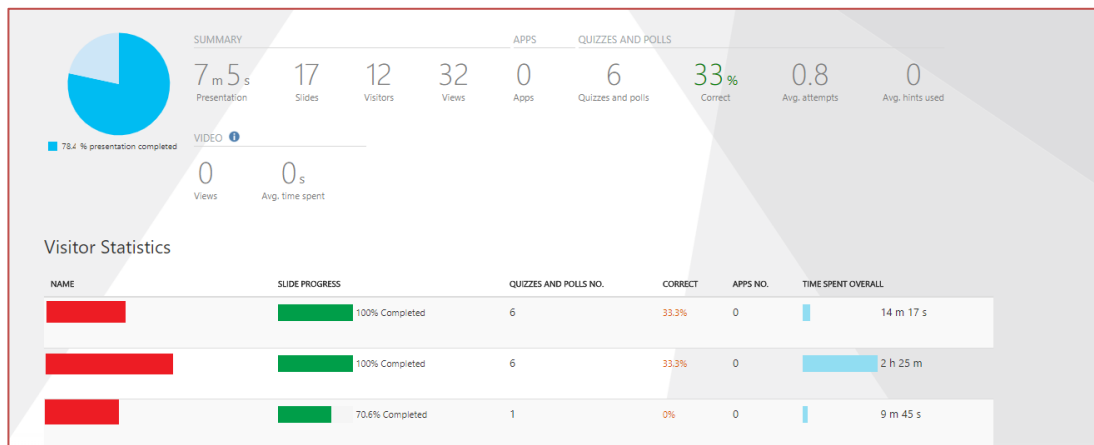 SUMMARY APPS QUIZZES AND POLLS
7 m 5 s 17 12 32 0 6 33 % 0.8 0
Presentation Slides Visitors Views Apps Quizzes and polls Correct Avg. attempts Avg. hints used
78.4 % presentation completed
VIDEO i
0 0 s
Views Avg. time spent
Visitor Statistics
NAME SLIDE PROGRESS QUIZZES AND POLLS NO. CORRECT APPS NO. TIME SPENT OVERALL
100% Completed 6 33.3% 0 14 m 17 s
100% Completed 6 33.3% 0 2 h 25 m
70.6% Completed 1 0% 0 9 m 45 s